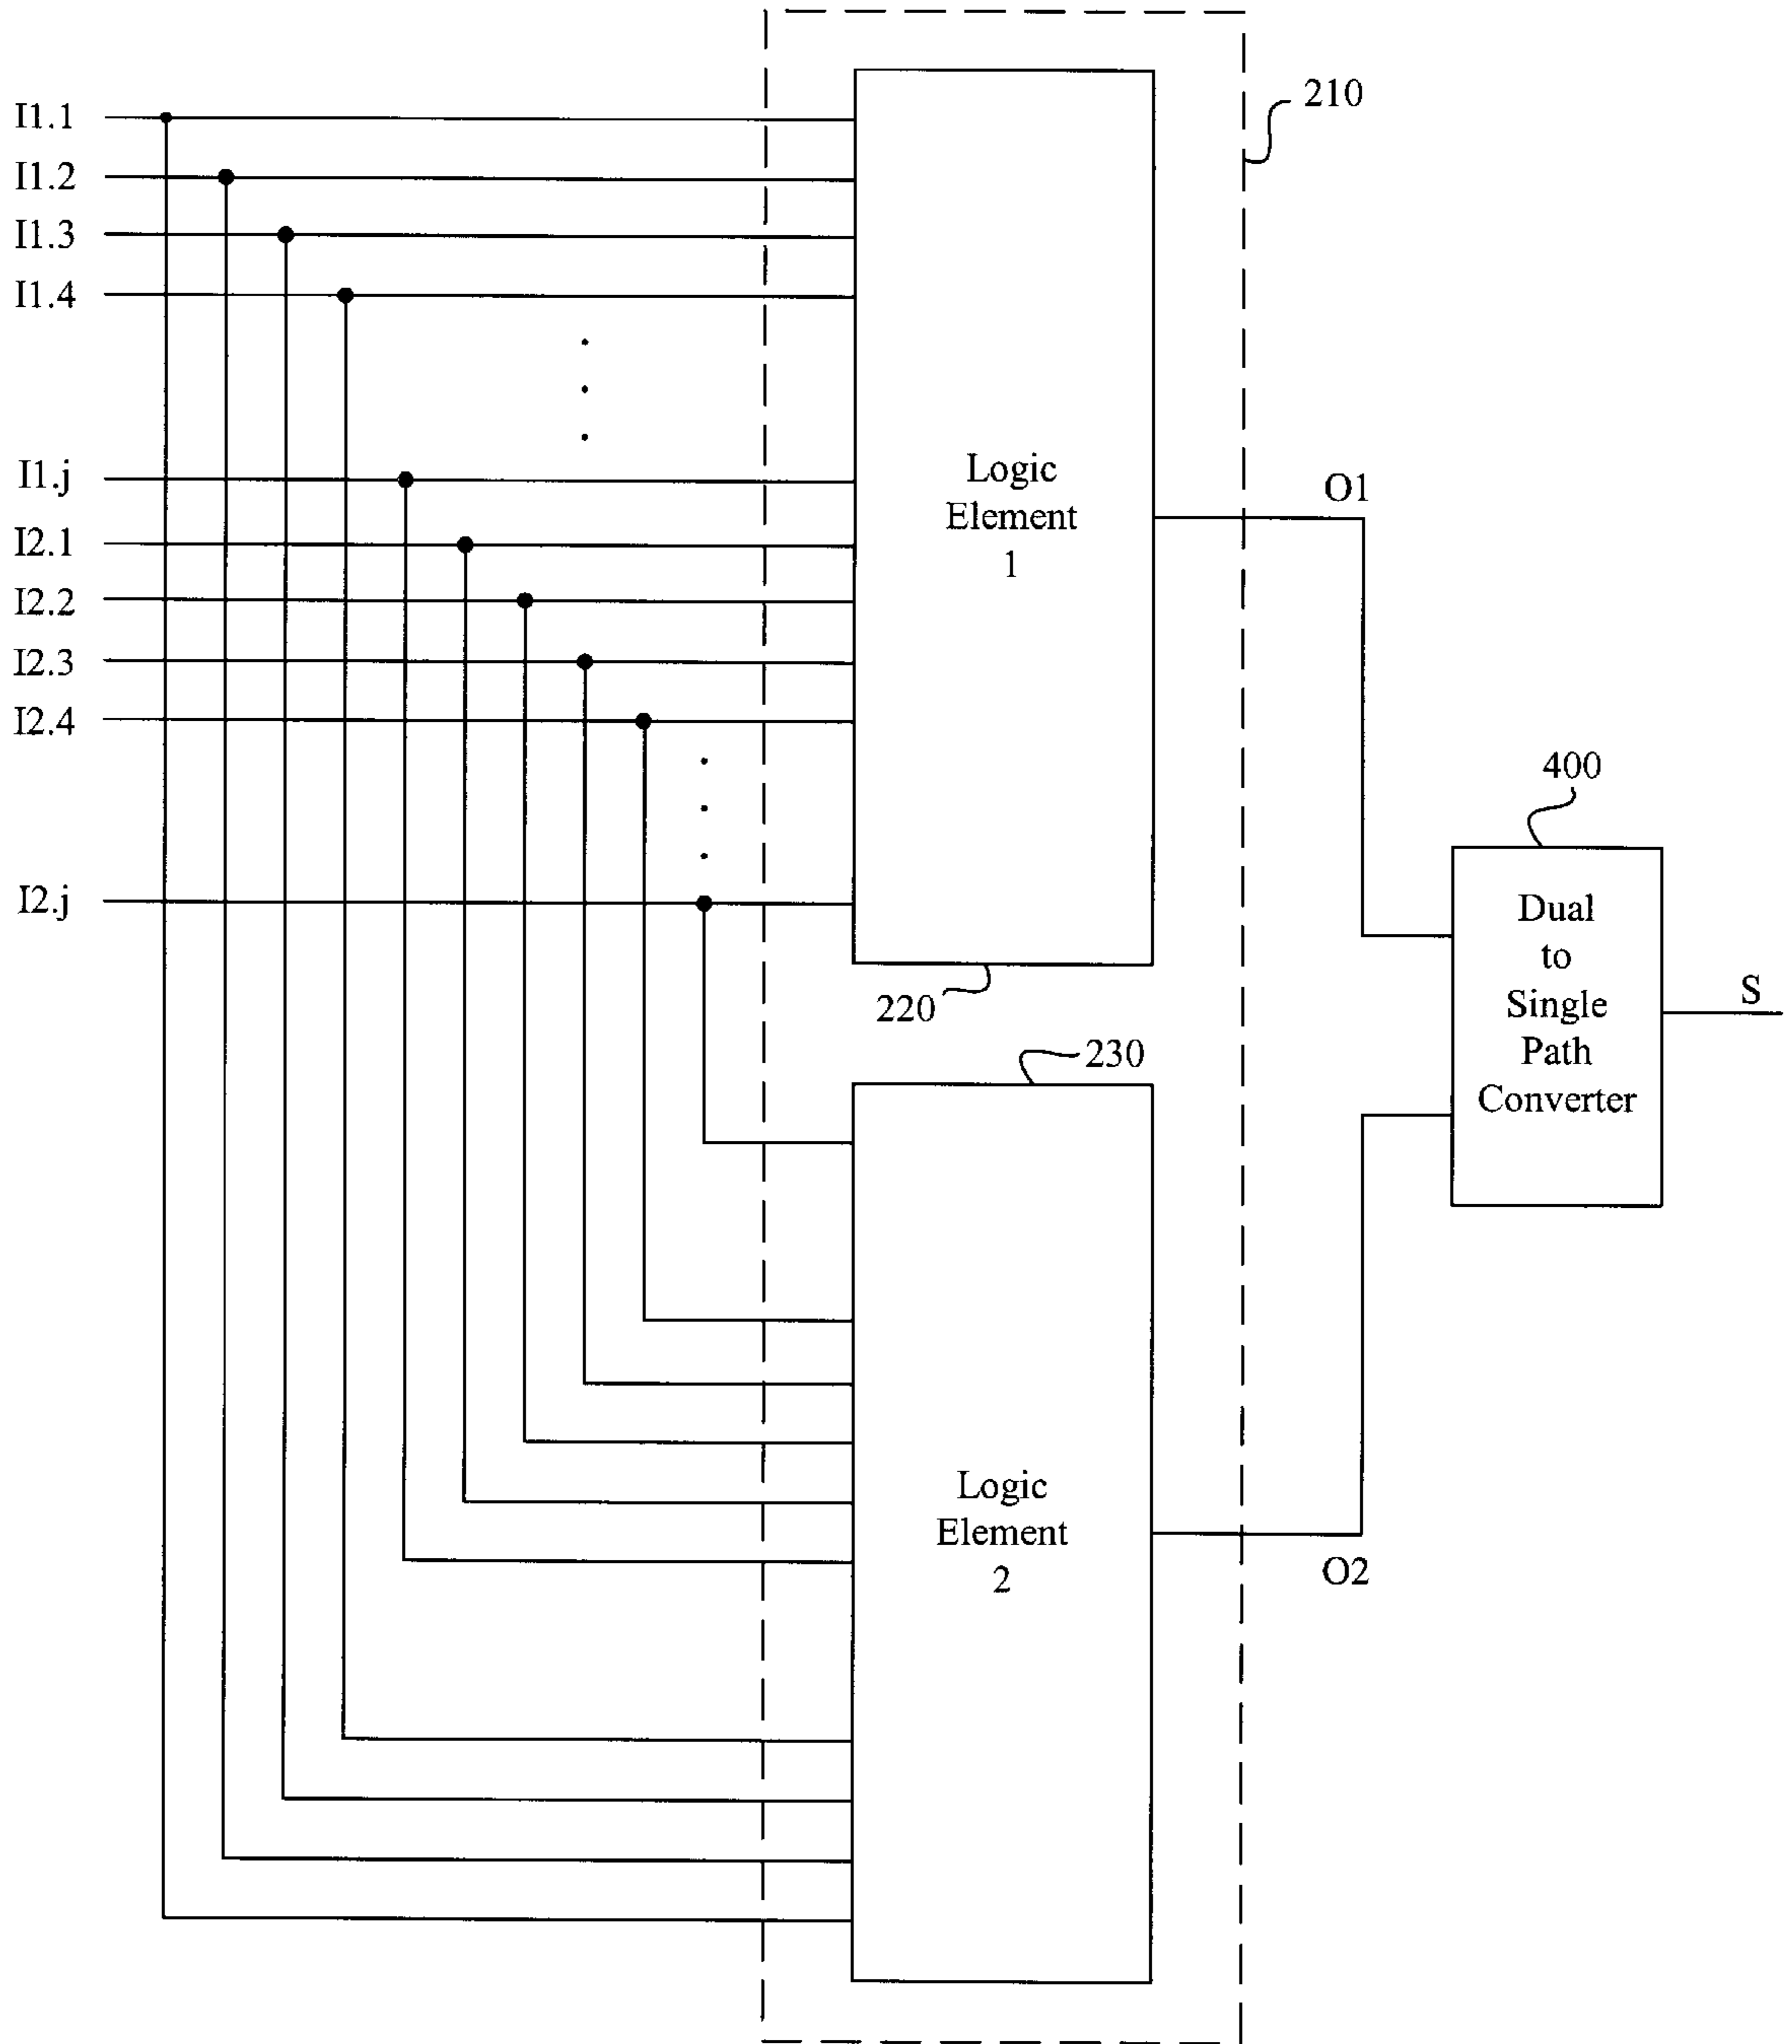 210
I1.1
I1.2
I1.3
I1.4
I1.j
I2.1
I2.2
I2.3
I2.4
I2.j
Logic
Element
1
O1
220
400
Dual
to
Single
Path
Converter
S
230
Logic
Element
2
O2